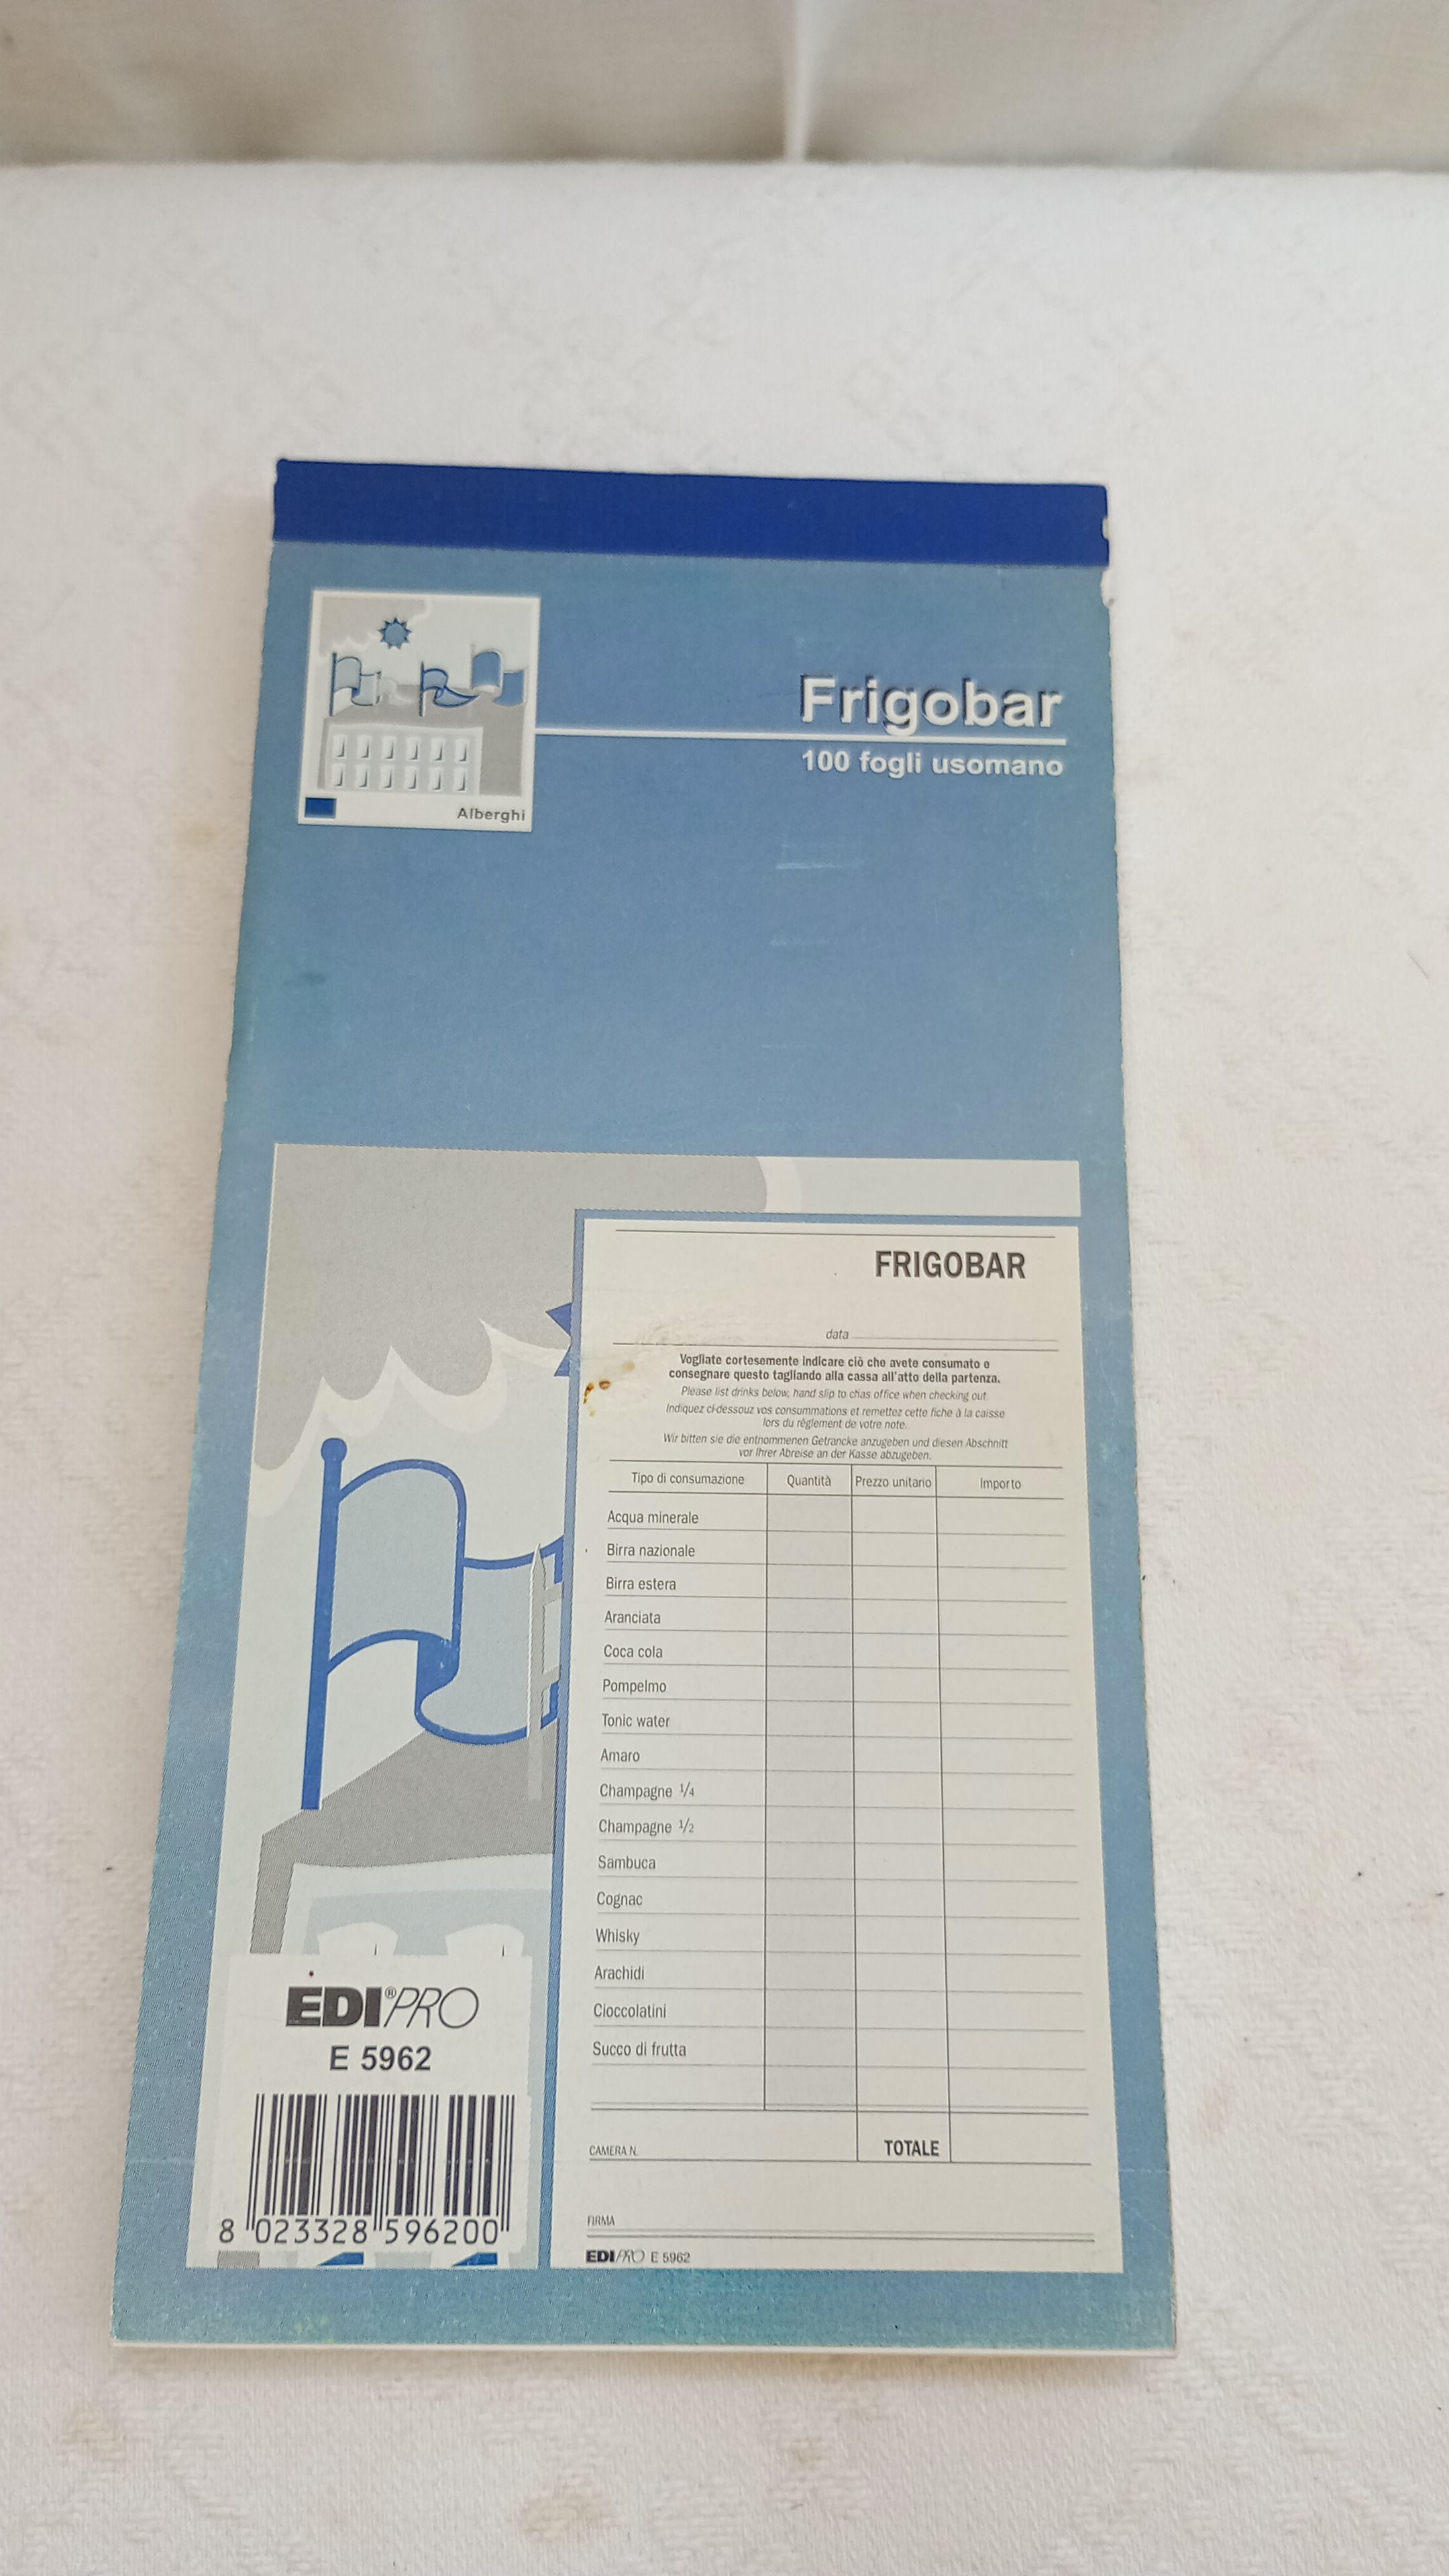 Frigobar
100 fogli usomano
Alberghi
FRIGOBAR
data
Vogliate cortesemente indicare ciò che avete consumato e
consegnare questo tagliando alla cassa all'atto della partenza.
Please list drinks below, hand slip to chas office when checking out.
Indiquez ci-dessouz vos consummations et remettez cette fiche à la caisse
lors du règlement de votre note.
Wir bitten sie die entnommenen Getrancke anzugeben und diesen Abschnitt
vor Ihrer Abreise an der Kasse abzugeben.
Tipo di consumazione Quantità Prezzo unitario Importo
Acqua minerale
Birra nazionale
Birra estera
Aranciata
Coca cola
Pompelmo
Tonic water
Amaro
Champagne 1/4
Champagne 1/2
Sambuca
Cognac
Whisky
Arachidi
Cioccolatini
Succo di frutta
CAMERA N. TOTALE
FIRMA
EDIPRO E 5962
EDI®PRO
E 5962
8 023328 596200